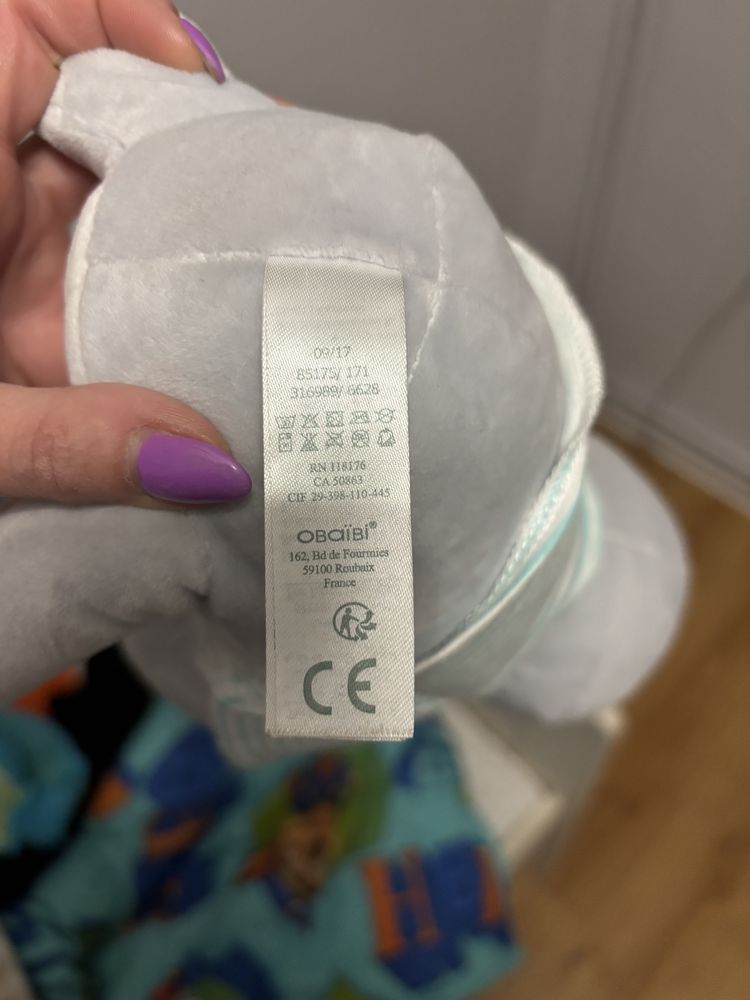 09/17
85175/ 171
316989/ 6628
RN 118176
CA 50863
CIF 29-398-110-445
OBaïBi®
162, Bd de Fourmies
59100 Roubaix
France
CE
H